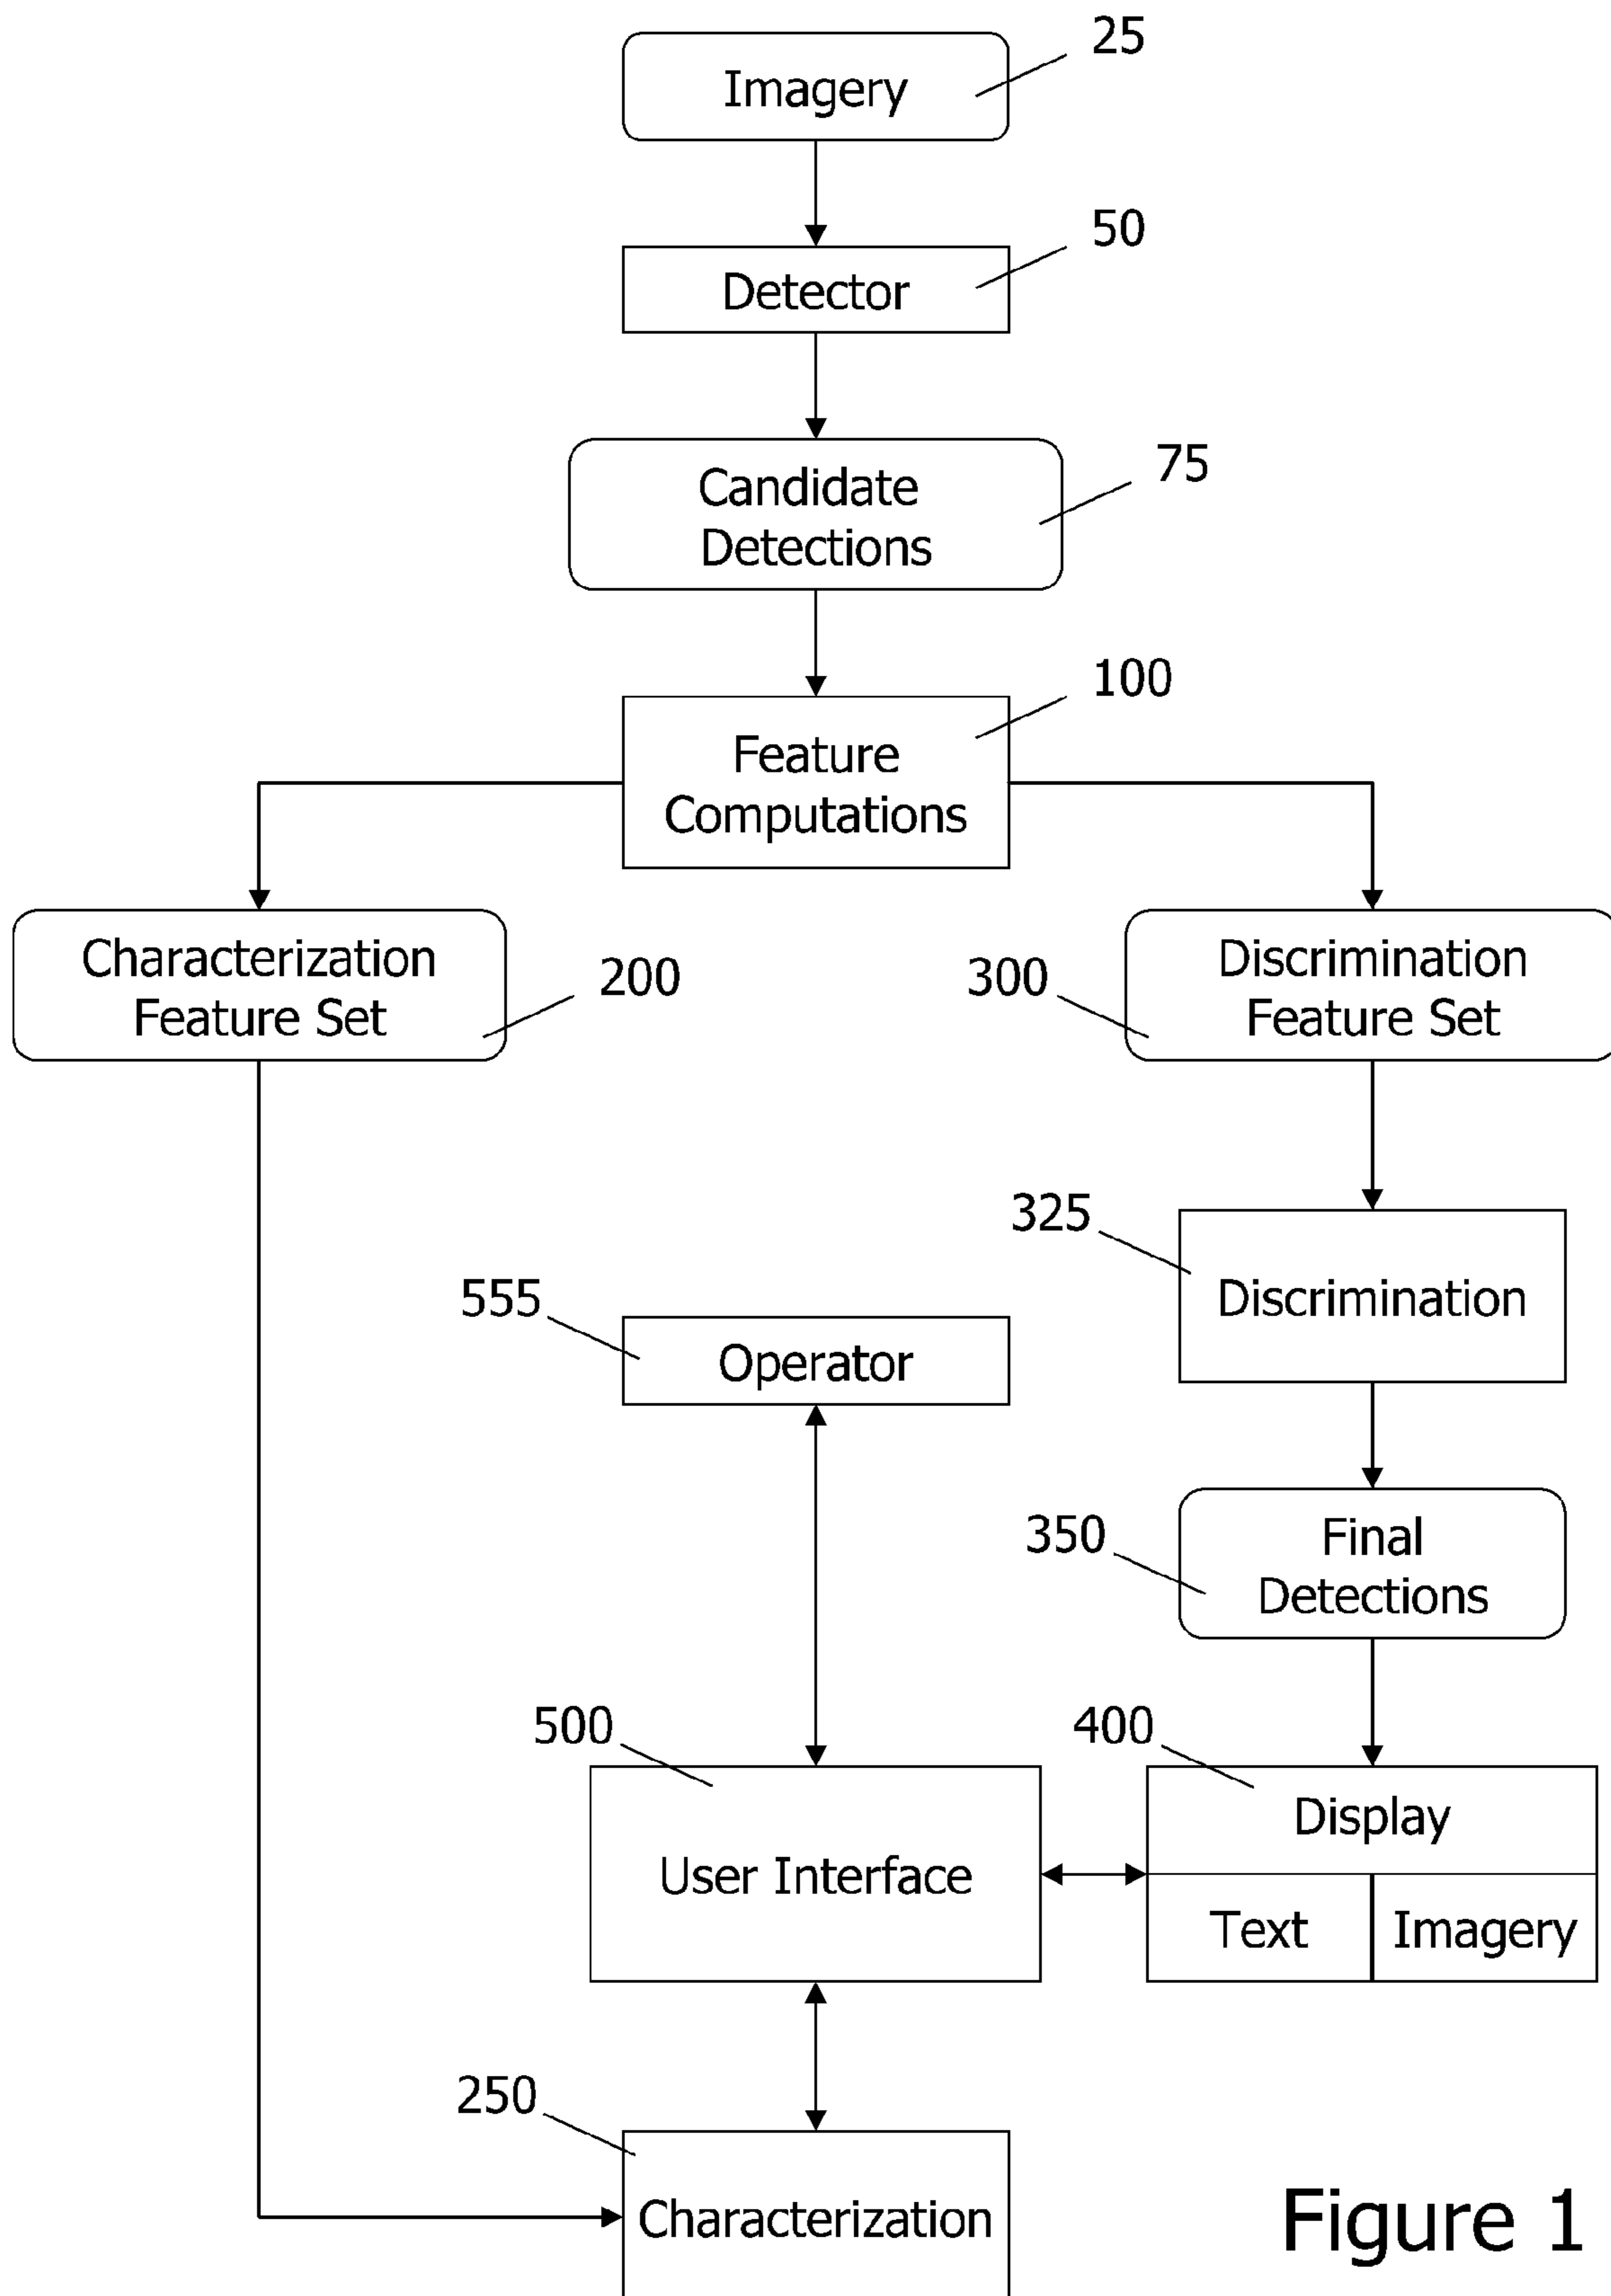 25
Imagery
50
Detector
75
Candidate
Detections
100
Feature
Computations
Characterization
Feature Set
200
300
Discrimination
Feature Set
325
Discrimination
555
Operator
350
Final
Detections
500
User Interface
400
Display
Text
Imagery
250
Characterization
Figure 1